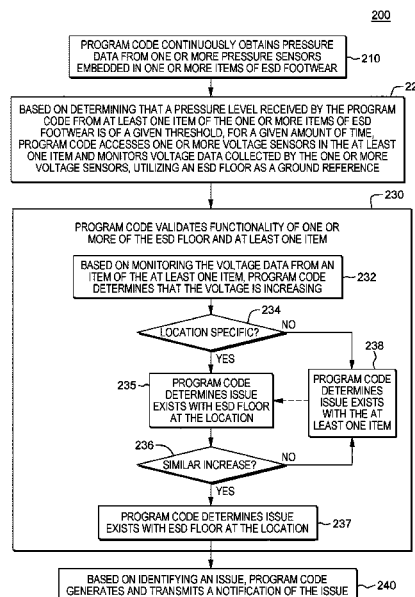 200
PROGRAM CODE CONTINUOUSLY OBTAINS PRESSURE
DATA FROM ONE OR MORE PRESSURE SENSORS
EMBEDDED IN ONE OR MORE ITEMS OF ESD FOOTWEAR
210
22
BASED ON DETERMINING THAT A PRESSURE LEVEL RECEIVED BY THE PROGRAM
CODE FROM AT LEAST ONE ITEM OF THE ONE OR MORE ITEMS OF ESD
FOOTWEAR IS OF A GIVEN THRESHOLD, FOR A GIVEN AMOUNT OF TIME,
PROGRAM CODE ACCESSES ONE OR MORE VOLTAGE SENSORS IN THE AT LEAST
ONE ITEM AND MONITORS VOLTAGE DATA COLLECTED BY THE ONE OR MORE
VOLTAGE SENSORS, UTILIZING AN ESD FLOOR AS A GROUND REFERENCE
230
PROGRAM CODE VALIDATES FUNCTIONALITY OF ONE OR
MORE OF THE ESD FLOOR AND AT LEAST ONE ITEM
BASED ON MONITORING THE VOLTAGE DATA FROM AN
ITEM OF THE AT LEAST ONE ITEM, PROGRAM CODE
DETERMINES THAT THE VOLTAGE IS INCREASING
232
234
LOCATION SPECIFIC?
NO
YES
238
235
PROGRAM CODE
DETERMINES ISSUE
EXISTS WITH ESD FLOOR
AT THE LOCATION
PROGRAM CODE
DETERMINES
ISSUE EXISTS
WITH THE AT
LEAST ONE ITEM
236
SIMILAR INCREASE?
NO
YES
PROGRAM CODE DETERMINES ISSUE
EXISTS WITH ESD FLOOR AT THE LOCATION
237
BASED ON IDENTIFYING AN ISSUE, PROGRAM CODE
GENERATES AND TRANSMITS A NOTIFICATION OF THE ISSUE
240